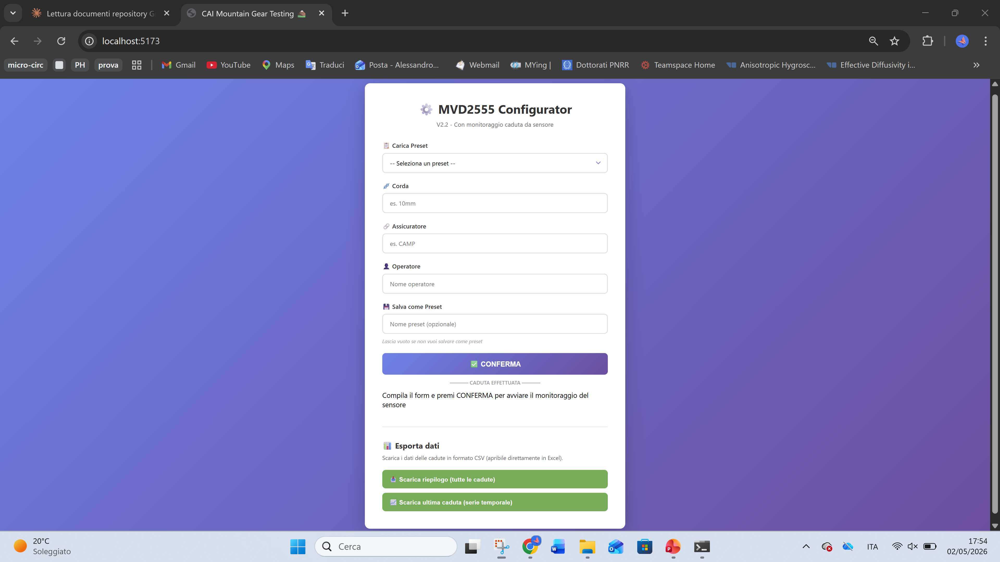 Lettura documenti repository G
CAI Mountain Gear Testing
localhost:5173
micro-circ PH prova Gmail YouTube Maps Traduci Posta - Alessandro... Webmail MYing | Dottorati PNRR Teamspace Home Anisotropic Hygrosc... Effective Diffusivity i...
MVD2555 Configurator
V2.2 - Con monitoraggio caduta da sensore
Carica Preset
-- Seleziona un preset --
Corda
es. 10mm
Assicuratore
es. CAMP
Operatore
Nome operatore
Salva come Preset
Nome preset (opzionale)
Lascia vuoto se non vuoi salvare come preset
CONFERMA
CADUTA EFFETTUATA
Compila il form e premi CONFERMA per avviare il monitoraggio del
sensore
Esporta dati
Scarica i dati delle cadute in formato CSV (apribile direttamente in Excel).
Scarica riepilogo (tutte le cadute)
Scarica ultima caduta (serie temporale)
20°C
Soleggiato
Cerca
ITA
17:54
02/05/2026